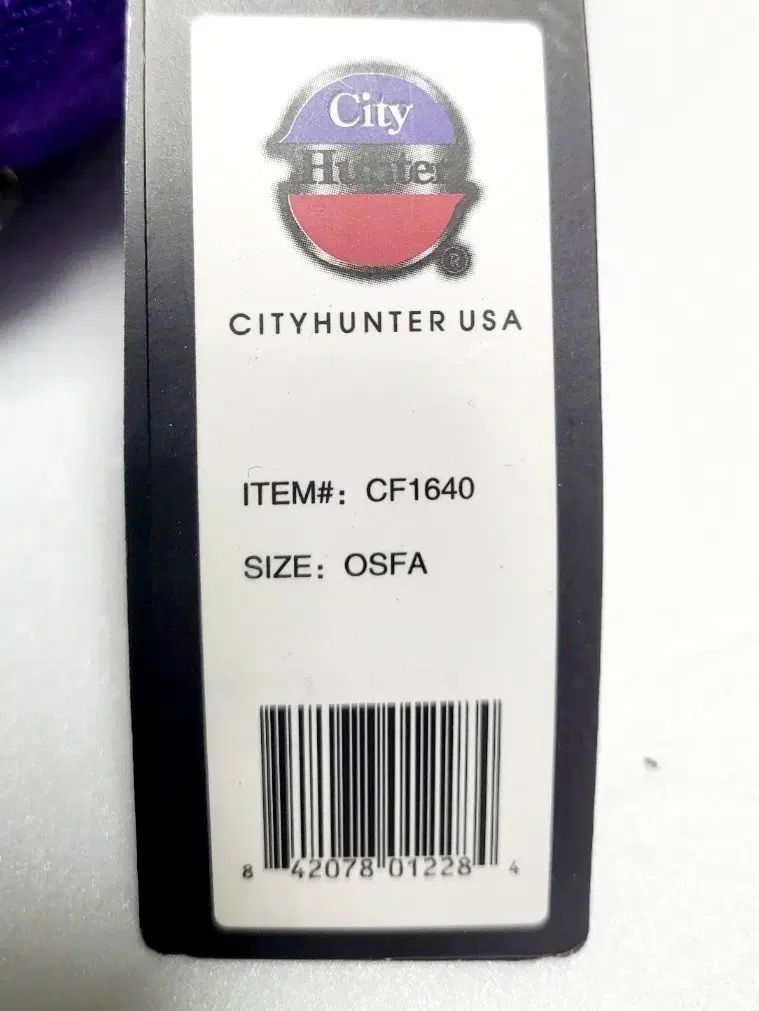 City
Hunter
®
CITYHUNTER USA
ITEM#: CF1640
SIZE: OSFA
8 42078 01228 4